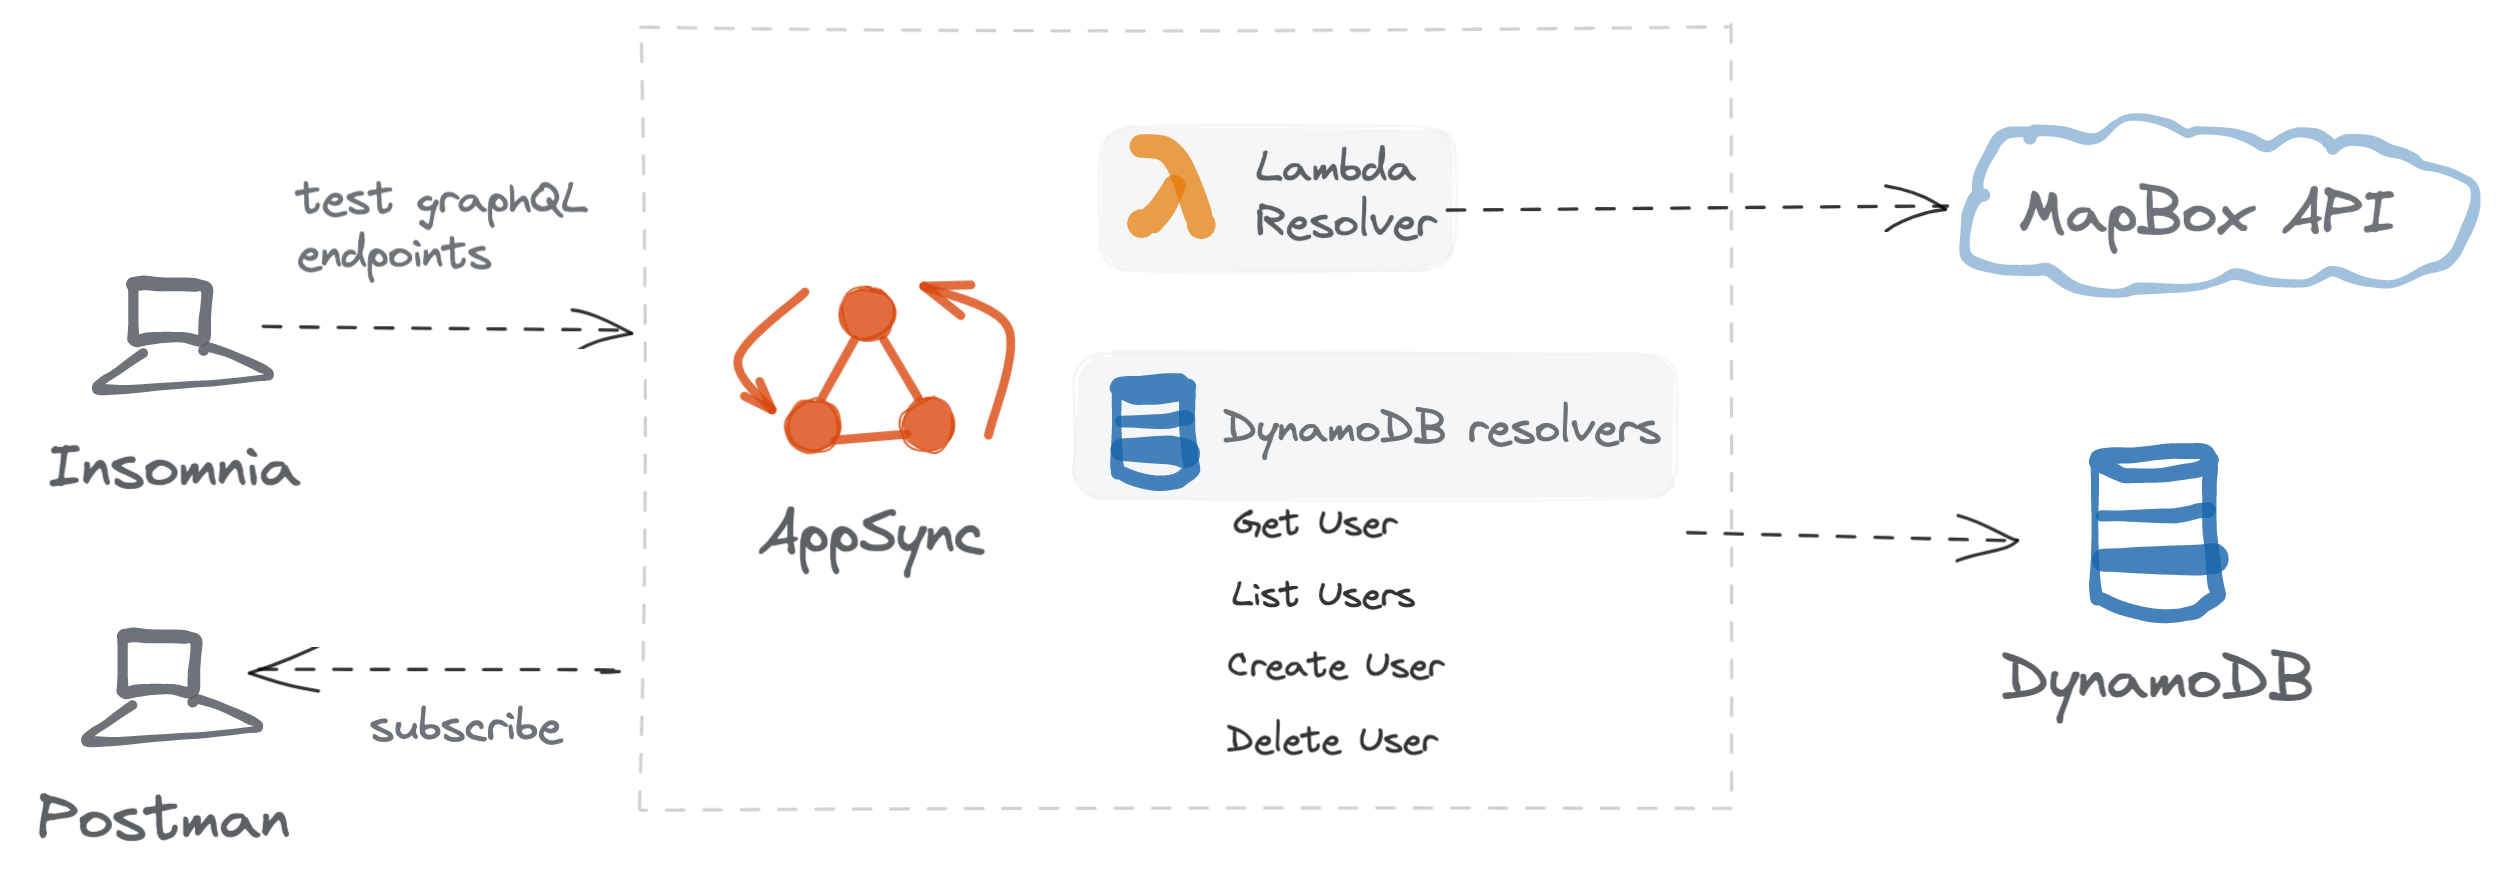 test graphQL
endpoints
Insomnia
subscribe
Postman
AppSync
Lambda
Resolver
DynamoDB resolvers
Get User
List Users
Create User
Delete User
MapBox API
DynamoDB